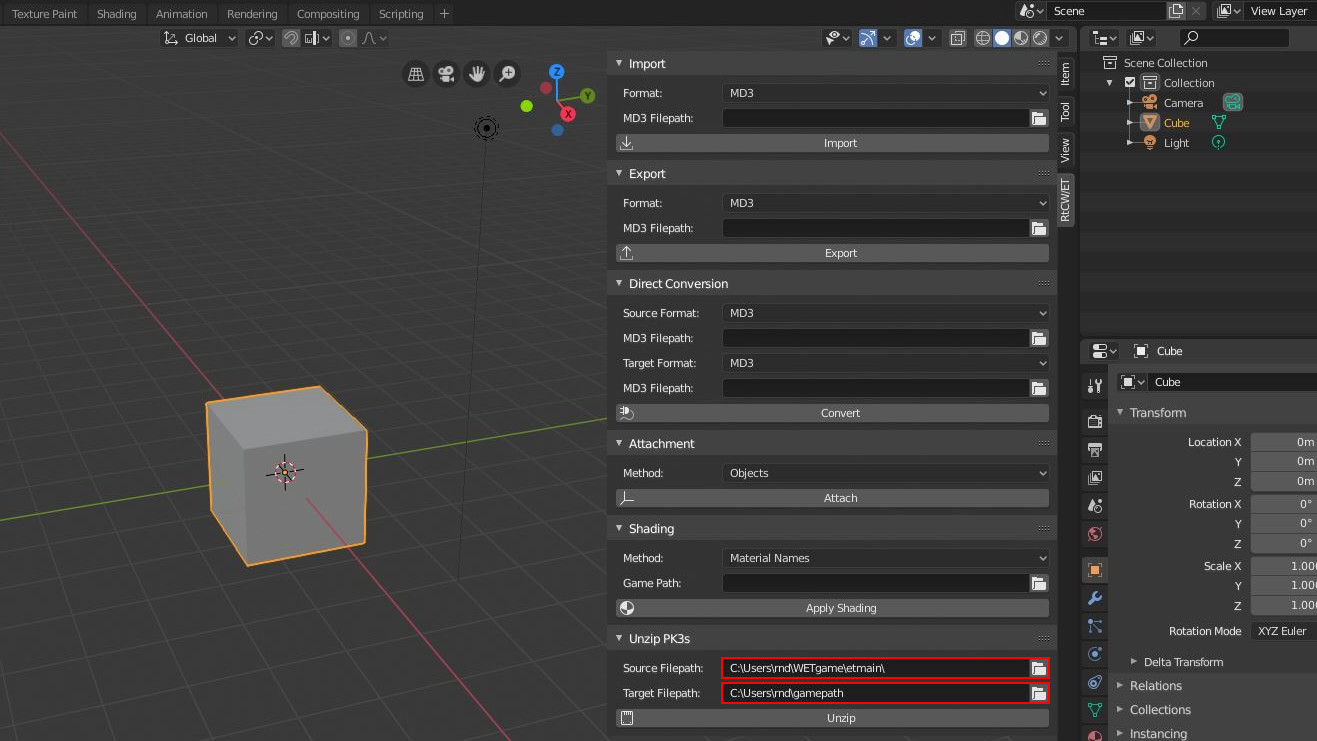 Texture Paint Shading Animation Rendering Compositing Scripting +
Scene View Layer
Global
Z
Y
X
Import
Format: MD3
MD3 Filepath:
Import
Export
Format: MD3
MD3 Filepath:
Export
Direct Conversion
Source Format: MD3
MD3 Filepath:
Target Format: MD3
MD3 Filepath:
Convert
Attachment
Method: Objects
Attach
Shading
Method: Material Names
Game Path:
Apply Shading
Unzip PK3s
Source Filepath: C:\Users\rnd\WETgame\etmain\
Target Filepath: C:\Users\rnd\gamepath
Unzip
Item
Tool
View
RtCW/ET
Scene Collection
Collection
Camera
Cube
Light
Cube
Cube
Transform
Location X 0m
Y 0m
Z 0m
Rotation X 0°
Y 0°
Z 0°
Scale X 1.000
Y 1.000
Z 1.000
Rotation Mode XYZ Euler
Delta Transform
Relations
Collections
Instancing